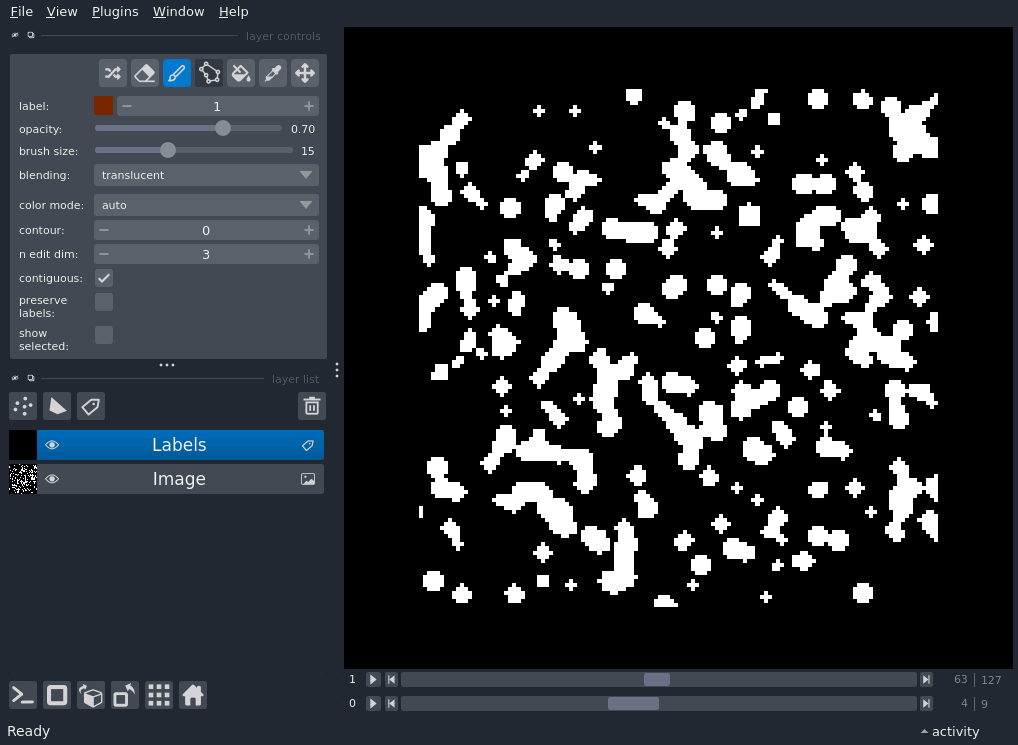 File View Plugins Window Help
layer controls
label: 1
opacity: 0.70
brush size: 15
blending: translucent
color mode: auto
contour: 0
n edit dim: 3
contiguous:
preserve
labels:
show
selected:
layer list
Labels
Image
1 63 127
0 4 9
Ready activity